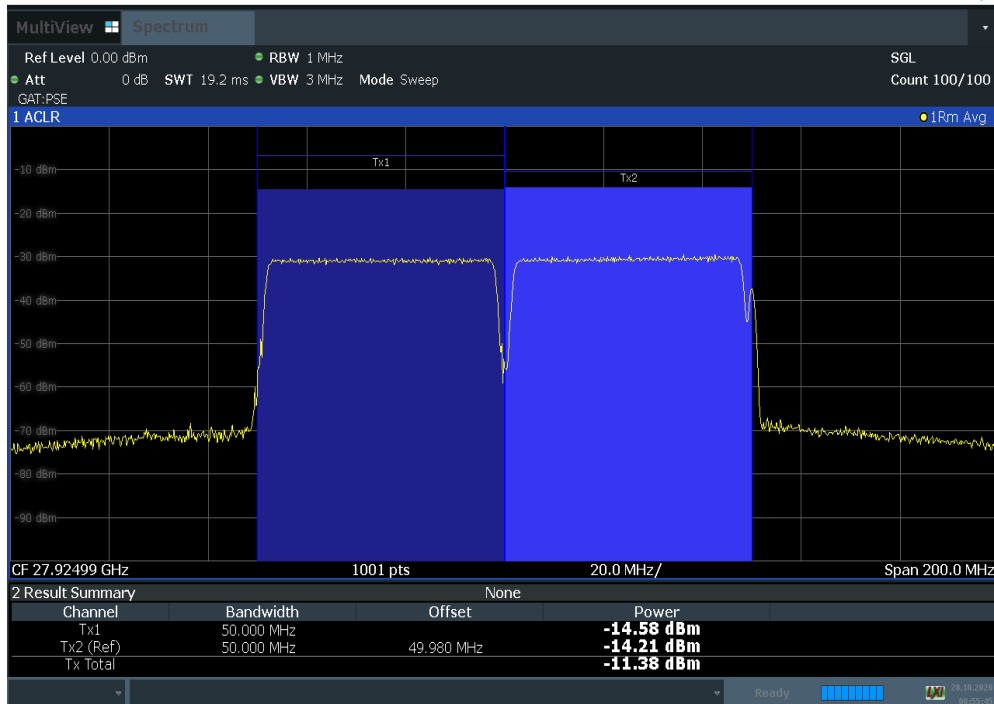 MultiView Spectrum
Ref Level 0.00 dBm RBW 1 MHz SGL
Att 0 dB SWT 19.2 ms VBW 3 MHz Mode Sweep Count 100/100
GAT:PSE
1 ACLR 1Rm Avg
Tx1
-10 dBm
Tx2
-20 dBm
-30 dBm
-40 dBm
-50 dBm
-60 dBm
-70 dBm
-80 dBm
-90 dBm
CF 27.92499 GHz 1001 pts 20.0 MHz/ Span 200.0 MHz
2 Result Summary None
Channel Bandwidth Offset Power
Tx1 50.000 MHz -14.58 dBm
Tx2 (Ref) 50.000 MHz 49.980 MHz -14.21 dBm
Tx Total -11.38 dBm
Ready
LXI
28.10.2020